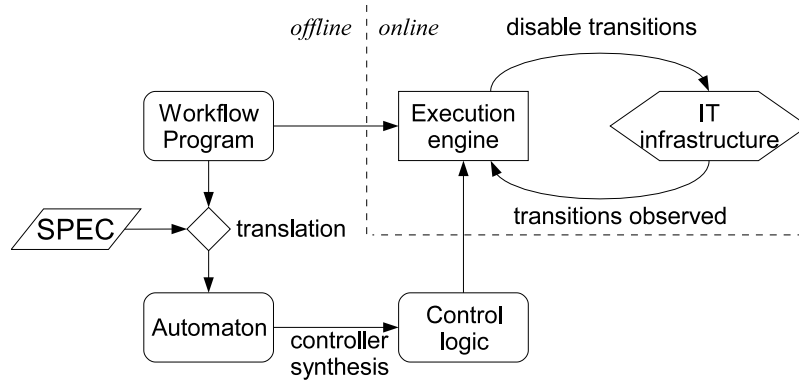 offline
online
disable transitions
Workflow
Program
Execution
engine
IT
infrastructure
transitions observed
SPEC
translation
Automaton
controller
synthesis
Control
logic